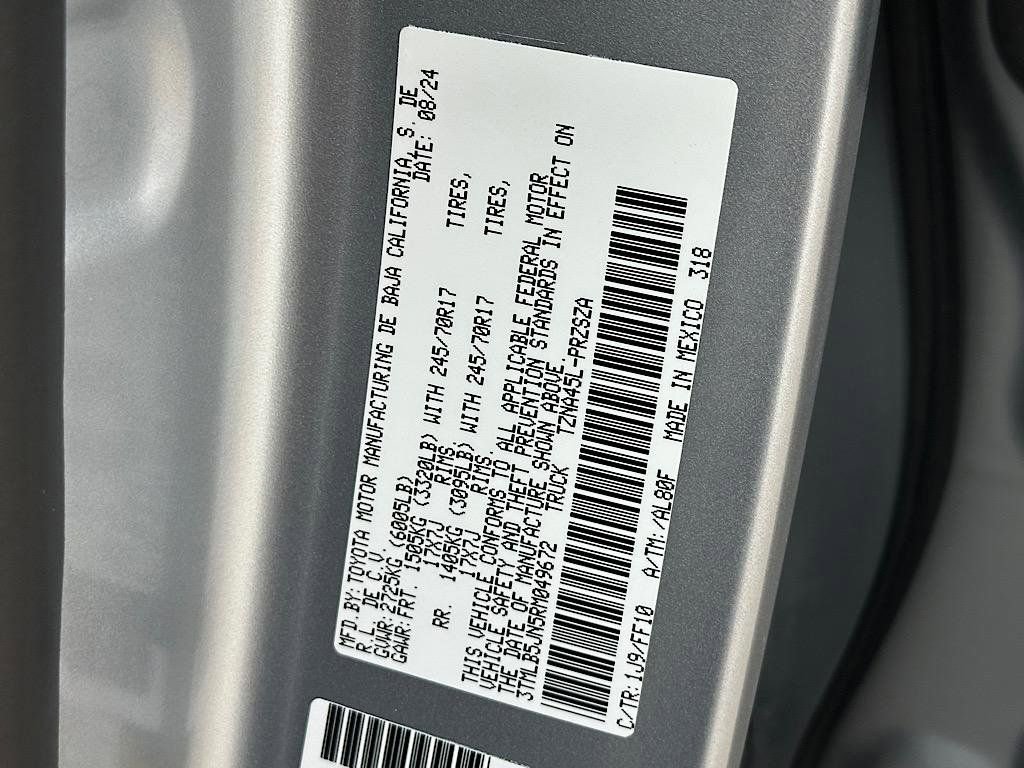 MFD.BY:TOYOTA MOTOR MANUFACTURING DE BAJA CALIFORNIA, S. DE
R.L. DE C.V. DATE: 08/24
GVWR:2725KG (6005LB)
GAWR:FRT. 1505KG (3320LB) WITH 245/70R17 TIRES,
17X7J RIMS,
RR. 1405KG (3095LB) WITH 245/70R17 TIRES,
17X7J RIMS.
THIS VEHICLE CONFORMS TO ALL APPLICABLE FEDERAL MOTOR
VEHICLE SAFETY AND THEFT PREVENTION STANDARDS IN EFFECT ON
THE DATE OF MANUFACTURE SHOWN ABOVE.
3TMLB5JN5RM049672 TRUCK TZNA45L-PRZSZA
C/TR:1J9/FF10 A/TM: /AL80F MADE IN MEXICO 318